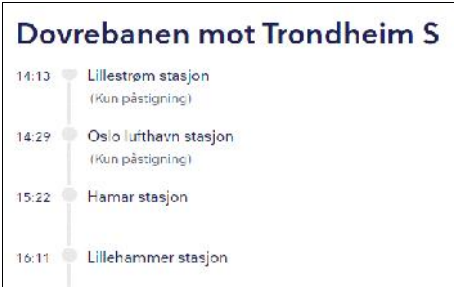 Dovrebanen mot Trondheim S
14:13 Lillestrøm stasjon
(Kun påstigning)
14:29 Oslo lufthavn stasjon
(Kun påstigning)
15:22 Hamar stasjon
16:11 Lillehammer stasjon